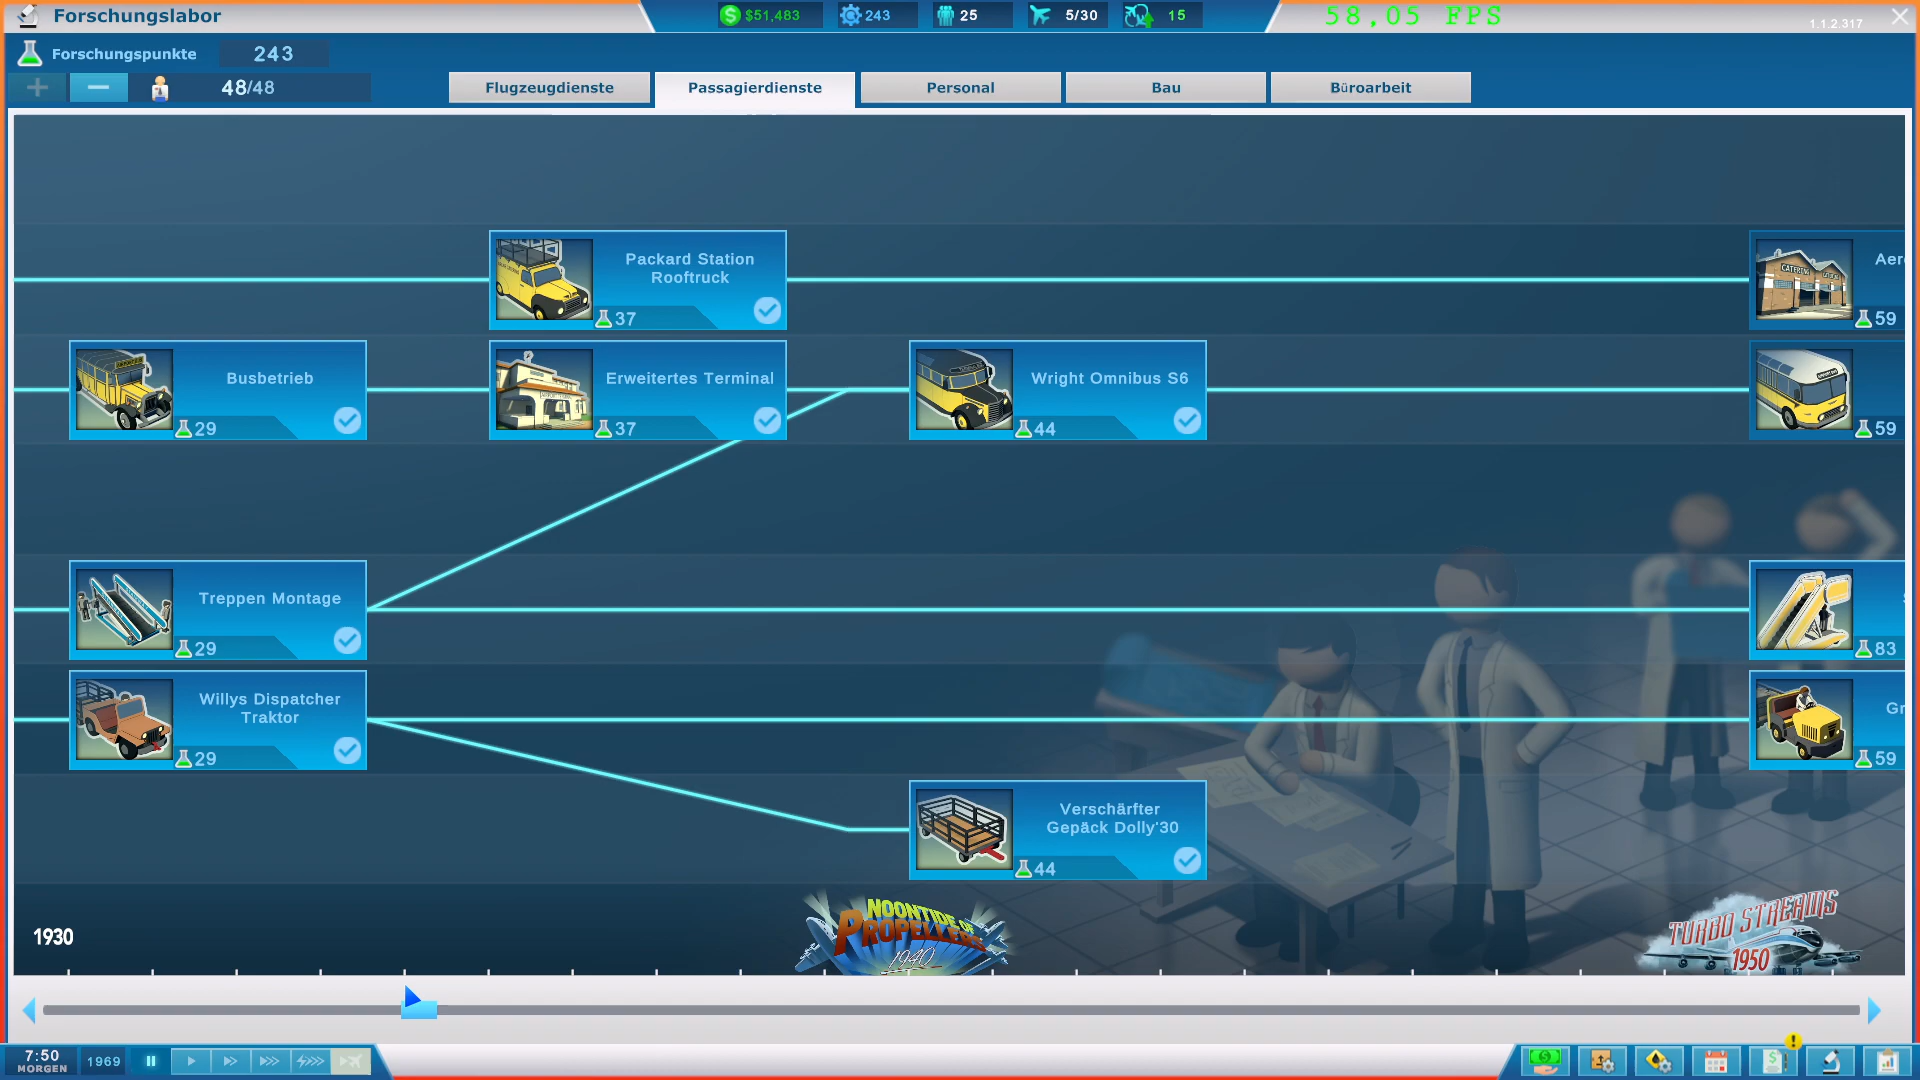 Forschungslabor
$51,483
243
25
5/30
15
58,05 FPS
1.1.2.317
Forschungspunkte
243
48/48
Flugzeugdienste
Passagierdienste
Personal
Bau
Büroarbeit
Packard Station
Rooftruck
37
CATERING
59
Busbetrieb
29
Erweitertes Terminal
37
Wright Omnibus S6
44
59
Treppen Montage
29
83
Willys Dispatcher
Traktor
29
Gr
59
Verschärfter
Gepäck Dolly'30
44
1930
NOONTIDE OF
PROPELLERS
1940
TURBO STREAMS
1950
7:50
MORGEN
1969